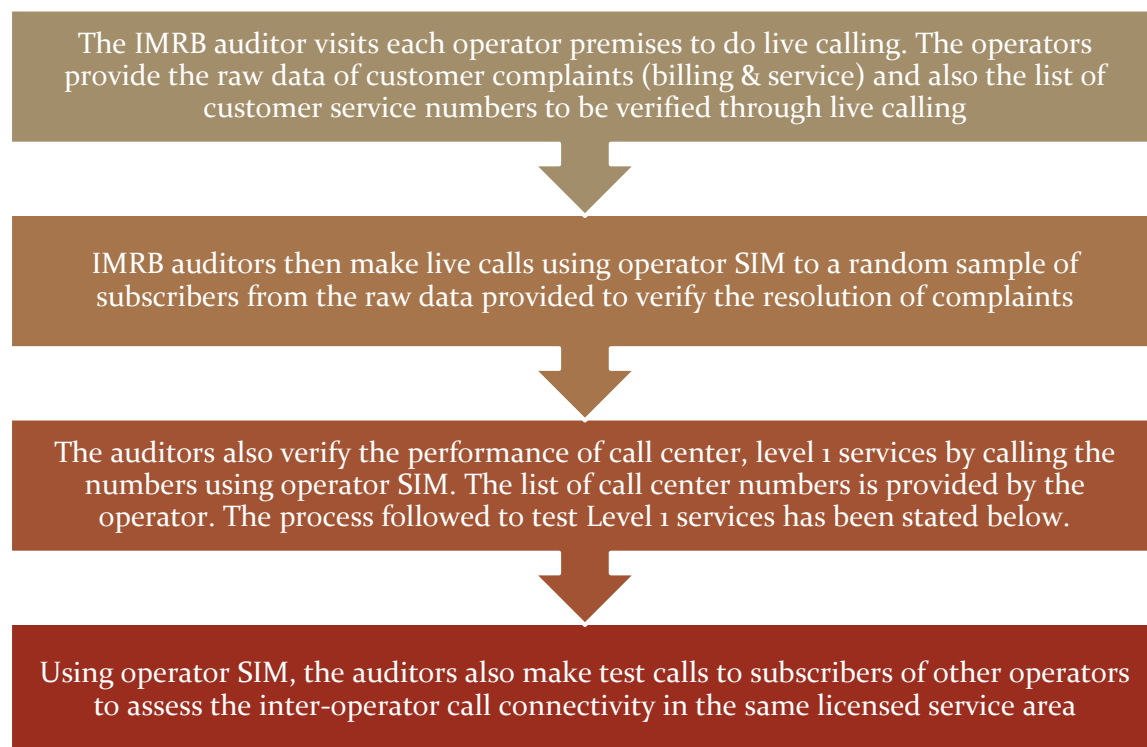 The IMRB auditor visits each operator premises to do live calling. The operators
provide the raw data of customer complaints (billing & service) and also the list of
customer service numbers to be verified through live calling
IMRB auditors then make live calls using operator SIM to a random sample of
subscribers from the raw data provided to verify the resolution of complaints
The auditors also verify the performance of call center, level 1 services by calling the
numbers using operator SIM. The list of call center numbers is provided by the
operator. The process followed to test Level 1 services has been stated below.
Using operator SIM, the auditors also make test calls to subscribers of other operators
to assess the inter-operator call connectivity in the same licensed service area